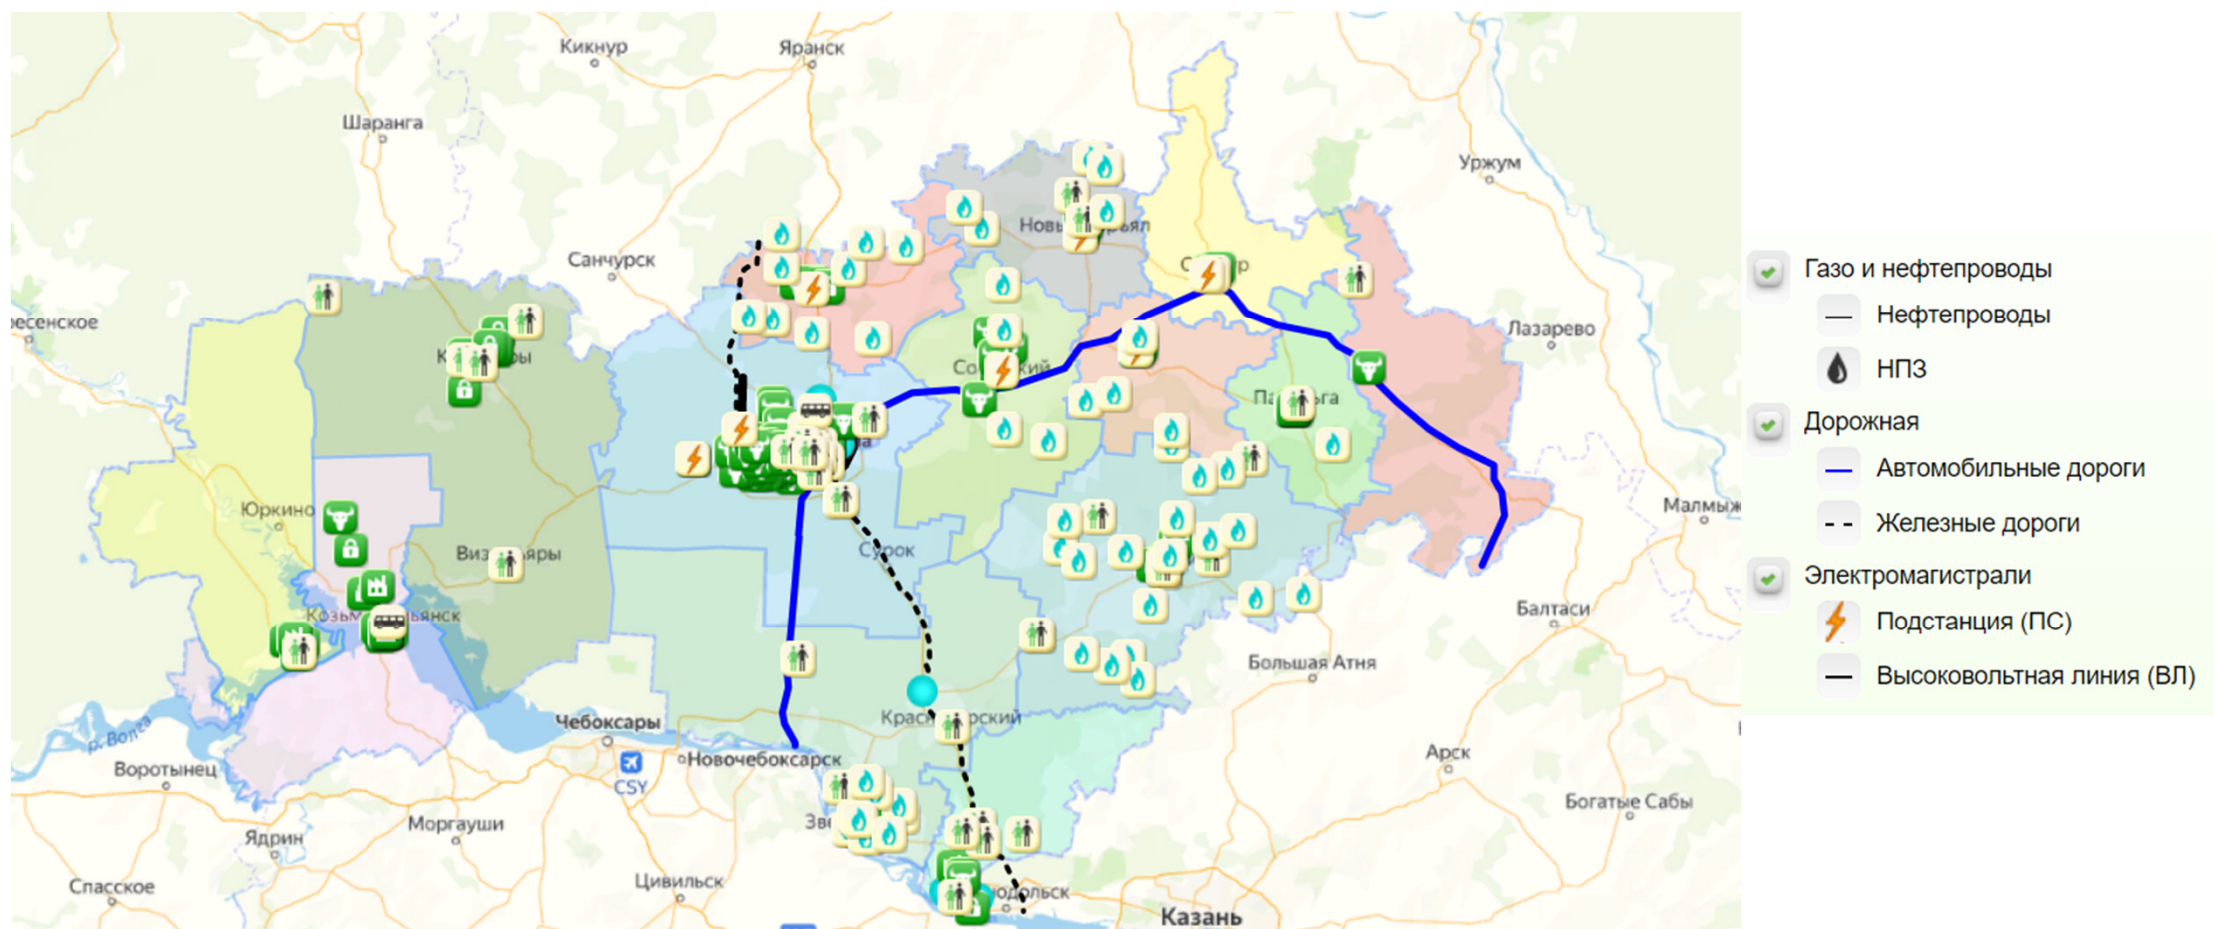 Кикнур
Яранск
Шаранга
Уржум
Санчурск
ресенское
Лазарево
Юркино
Малмыж
Сурок
Балтаси
Большая Атня
Чебоксары
р. Волга
Новочебоксарск
Воротынец
CSY
Арск
Богатые Сабы
Ядрин
Моргауши
Спасское
Цивильск
Казань
Газо и нефтепроводы
Нефтепроводы
НПЗ
Дорожная
Автомобильные дороги
Железные дороги
Электромагистрали
Подстанция (ПС)
Высоковольтная линия (ВЛ)